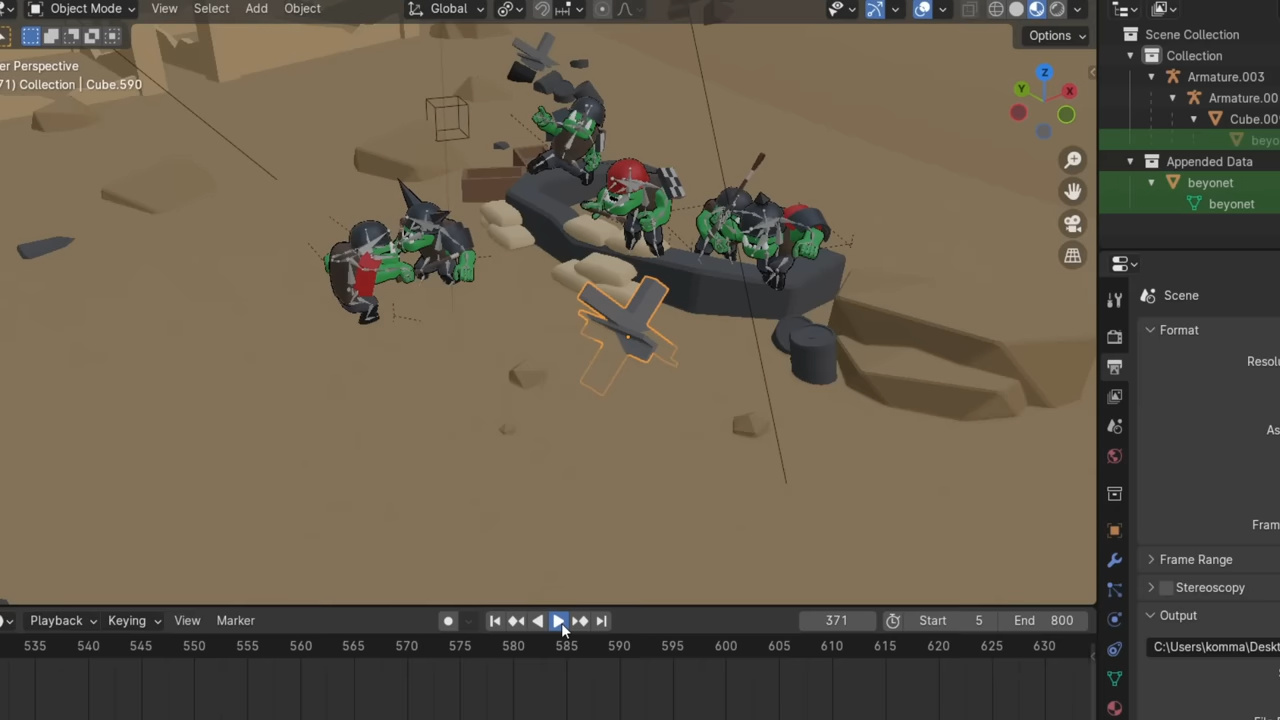 Object Mode View Select Add Object Global
Options
er Perspective
71) Collection | Cube.590
Z
Y
X
Scene Collection
Collection
Armature.003
Armature.00
Cube.00
beyo
Appended Data
beyonet
beyonet
Scene
Format
Resolu
As
Fram
Frame Range
Stereoscopy
Output
C:\Users\komma\Deskt
Playback Keying View Marker 371 Start 5 End 800
535 540 545 550 555 560 565 570 575 580 585 590 595 600 605 610 615 620 625 630